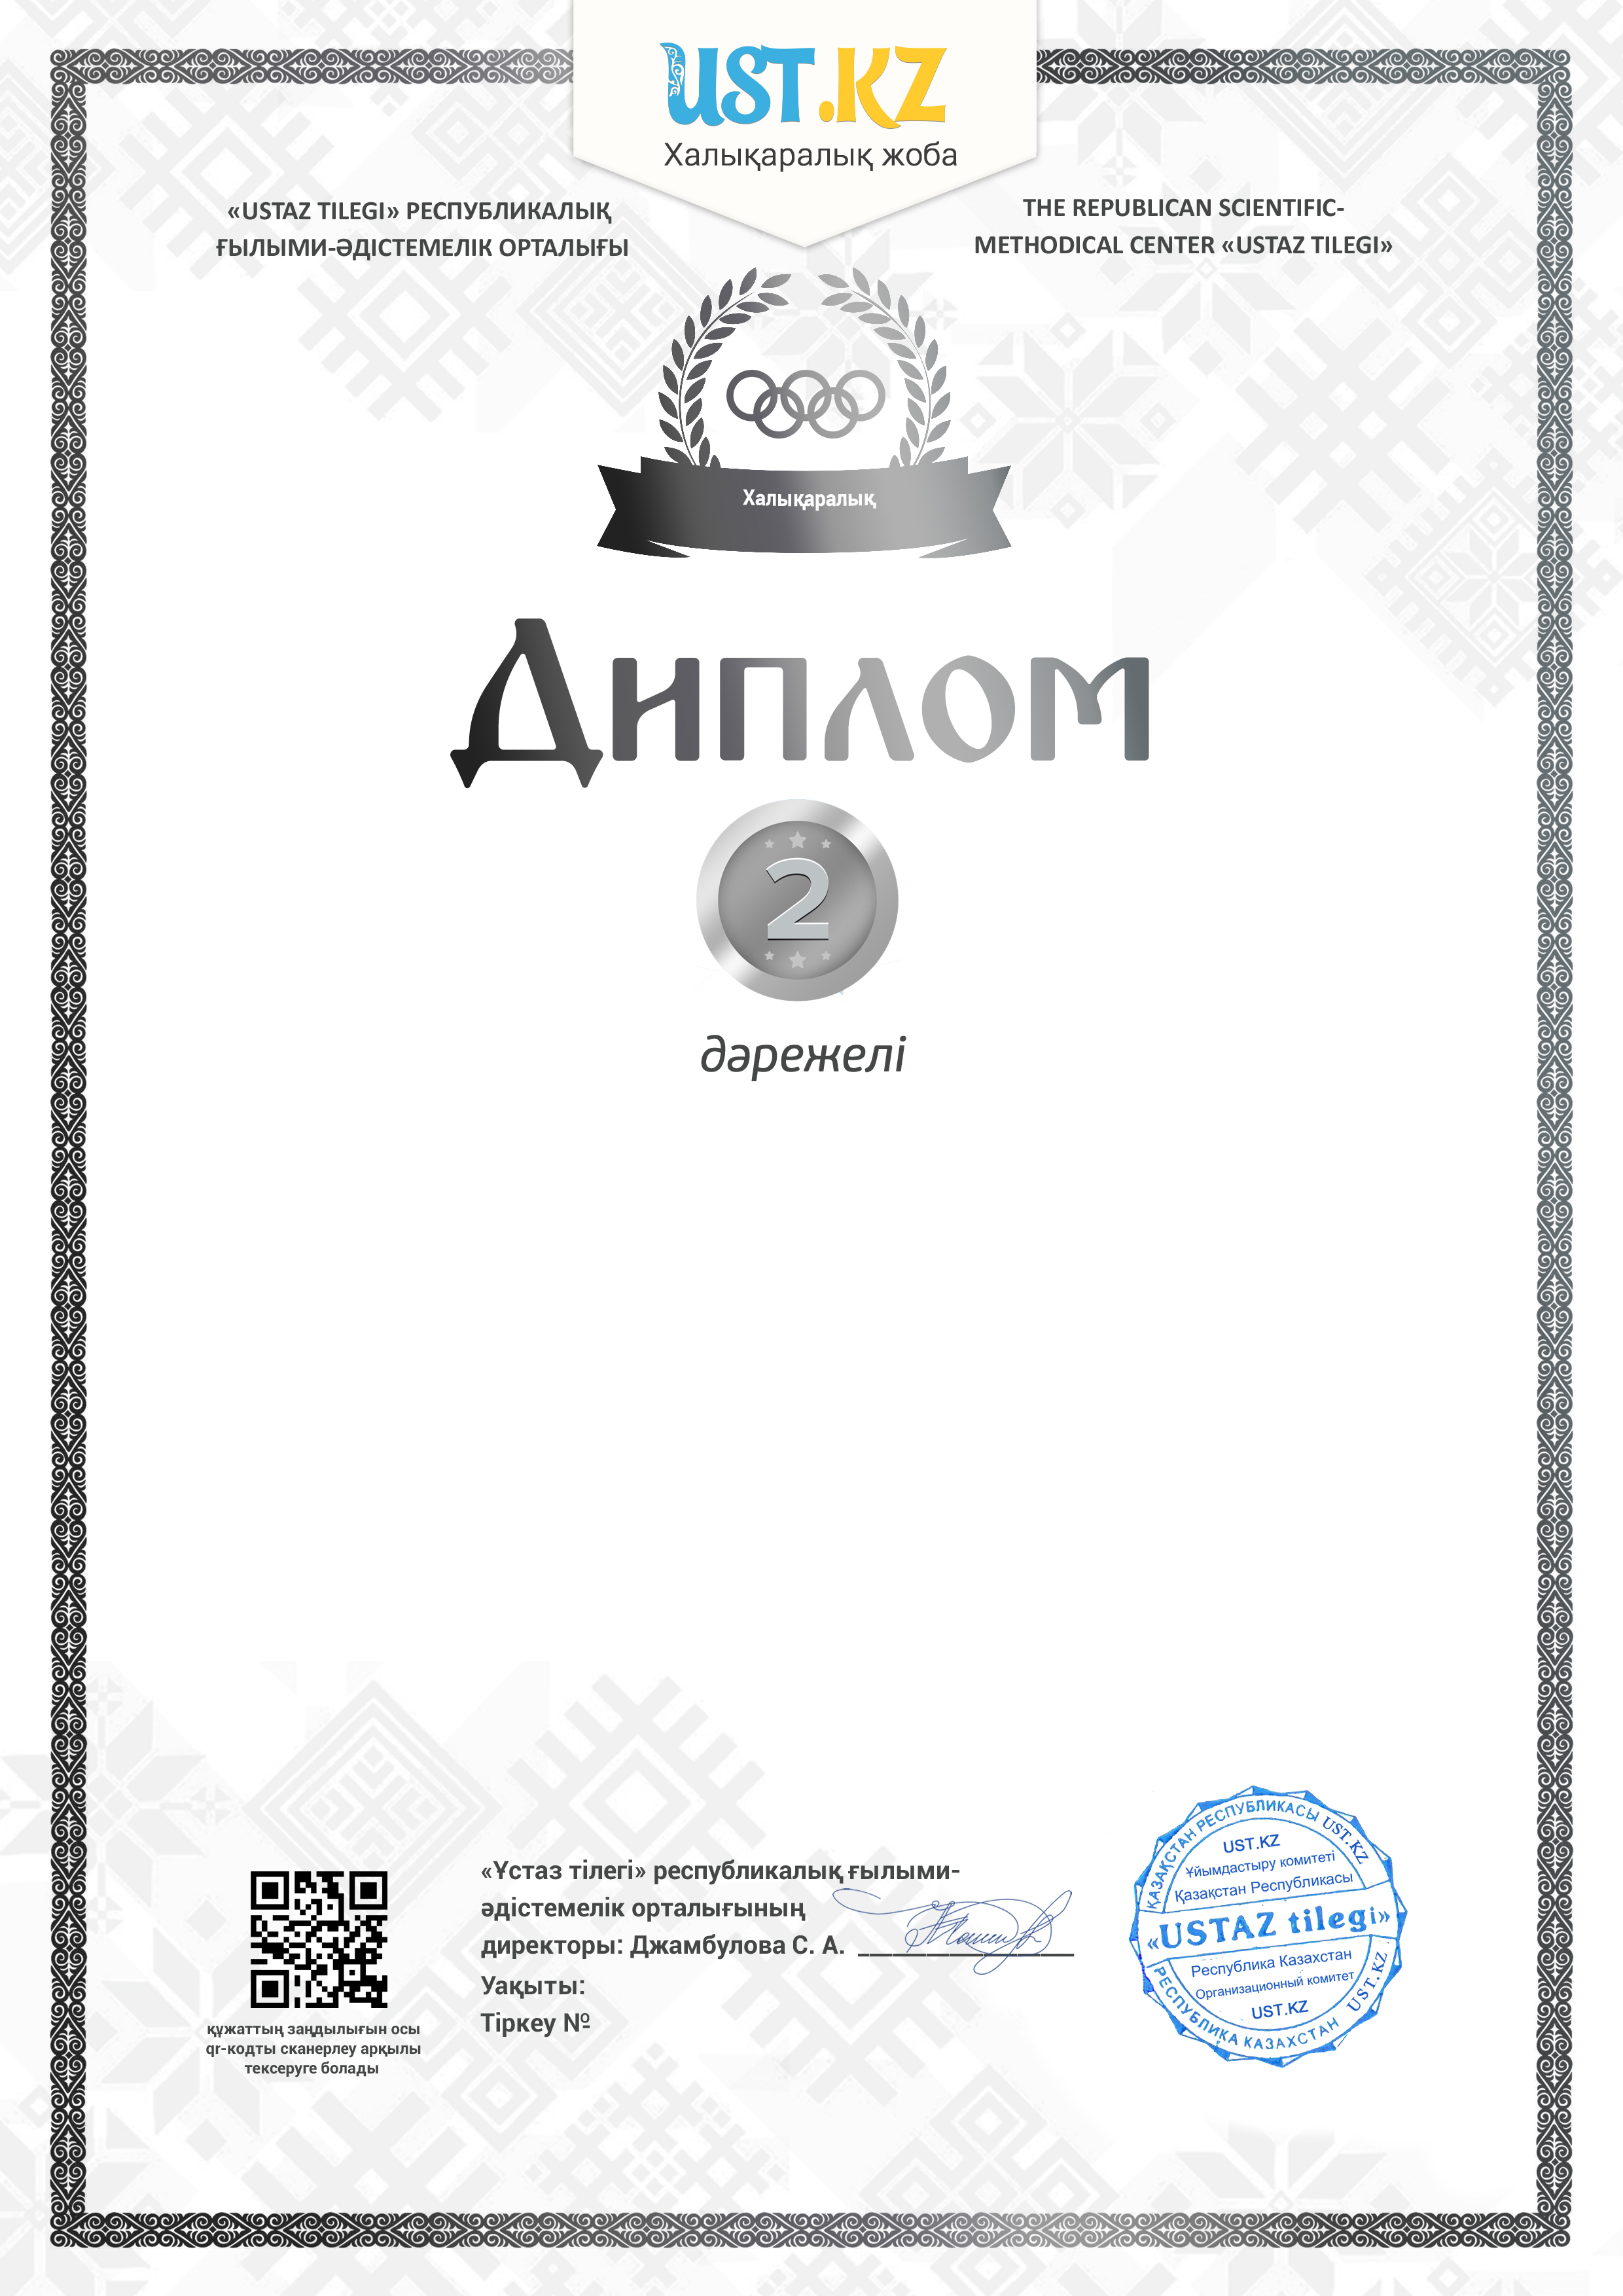 UST.KZ
Халықаралық жоба
«USTAZ TILEGI» РЕСПУБЛИКАЛЫҚ
ҒЫЛЫМИ-ӘДІСТЕМЕЛІК ОРТАЛЫҒЫ
THE REPUBLICAN SCIENTIFIC-
METHODICAL CENTER «USTAZ TILEGI»
Халықаралық
Диплом
2
дәрежелі
«Ұстаз тілегі» республикалық ғылыми-
әдістемелік орталығының
директоры: Джамбулова С. А.
Уақыты:
Тіркеу №
құжаттың заңдылығын осы
qr-кодты сканерлеу арқылы
тексеруге болады
ҚАЗАҚСТАН РЕСПУБЛИКАСЫ UST.KZ
UST.KZ
Ұйымдастыру комитеті
Қазақстан Республикасы
«USTAZ tilegi»
Республика Казахстан
Организационный комитет
UST.KZ
РЕСПУБЛИКА КАЗАХСТАН UST.KZ